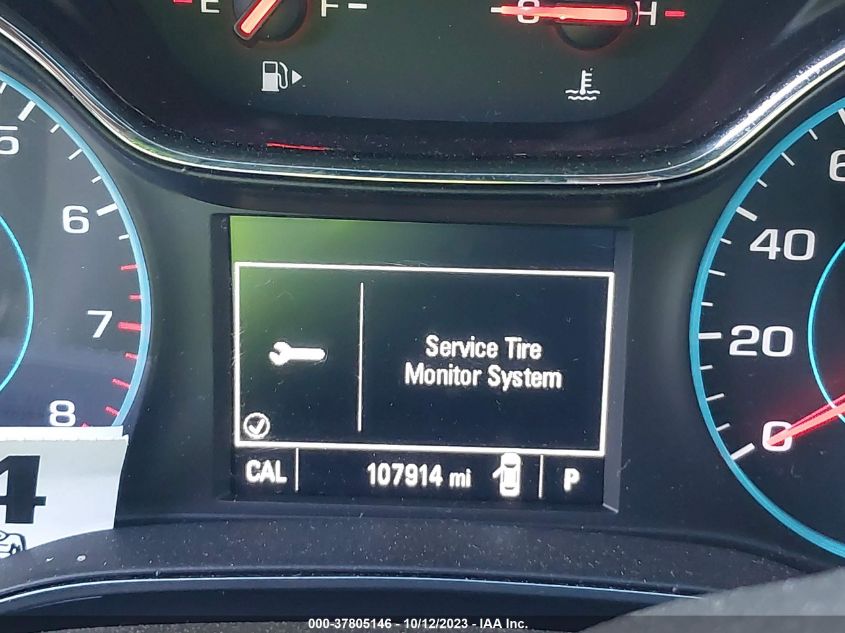 E F C H
5
6
7
8
6
40
20
0
Service Tire
Monitor System
CAL 107914 mi P
4
000-37805146 - 10/12/2023 - IAA Inc.